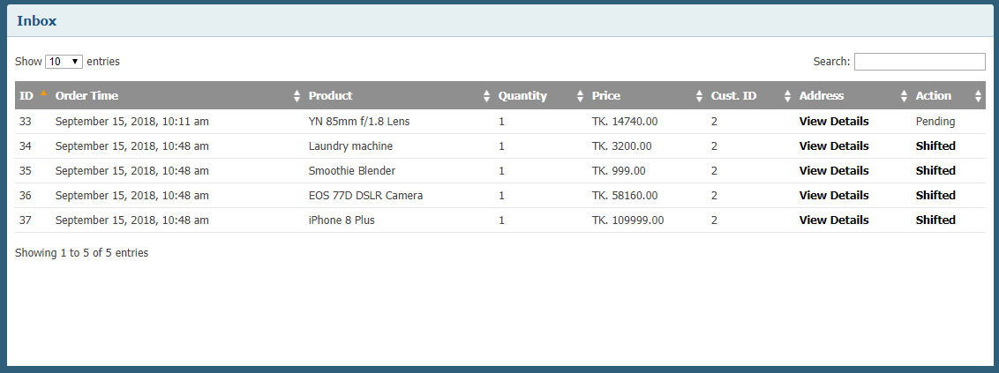 Inbox
Show 10 entries Search:
ID Order Time Product Quantity Price Cust. ID Address Action
33 September 15, 2018, 10:11 am YN 85mm f/1.8 Lens 1 TK. 14740.00 2 View Details Pending
34 September 15, 2018, 10:48 am Laundry machine 1 TK. 3200.00 2 View Details Shifted
35 September 15, 2018, 10:48 am Smoothie Blender 1 TK. 999.00 2 View Details Shifted
36 September 15, 2018, 10:48 am EOS 77D DSLR Camera 1 TK. 58160.00 2 View Details Shifted
37 September 15, 2018, 10:48 am iPhone 8 Plus 1 TK. 109999.00 2 View Details Shifted
Showing 1 to 5 of 5 entries